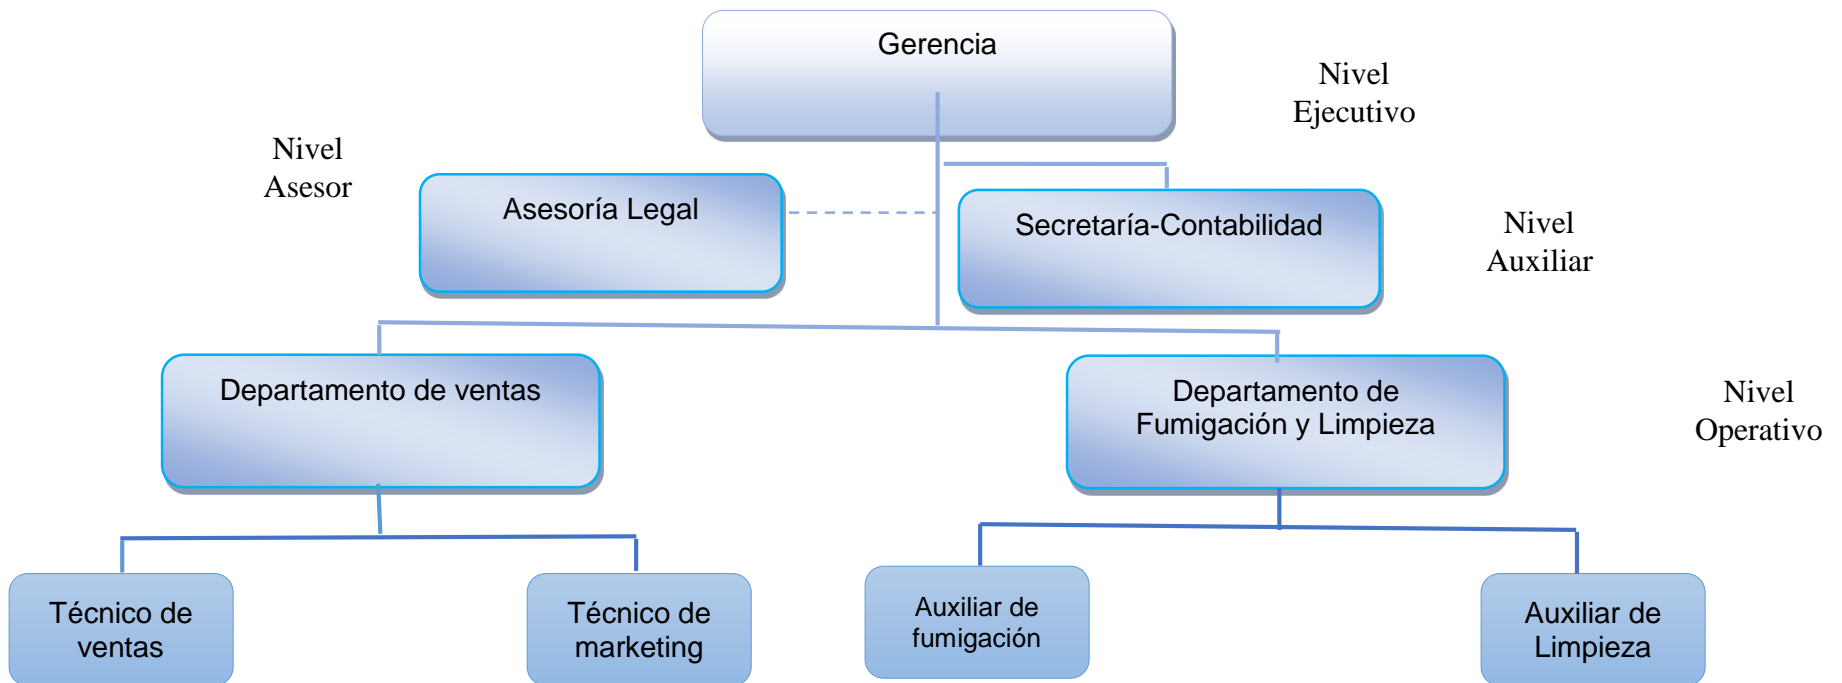 Gerencia
Nivel
Ejecutivo
Nivel
Asesor
Asesoría Legal
Secretaría-Contabilidad
Nivel
Auxiliar
Departamento de ventas
Departamento de
Fumigación y Limpieza
Nivel
Operativo
Técnico de
ventas
Técnico de
marketing
Auxiliar de
fumigación
Auxiliar de
Limpieza